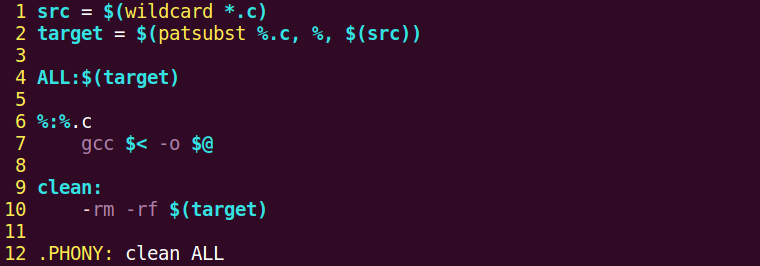 1 src = $(wildcard *.c)
2 target = $(patsubst %.c, %, $(src))
3
4 ALL:$(target)
5
6 %:%.c
7     gcc $< -o $@
8
9 clean:
10     -rm -rf $(target)
11
12 .PHONY: clean ALL